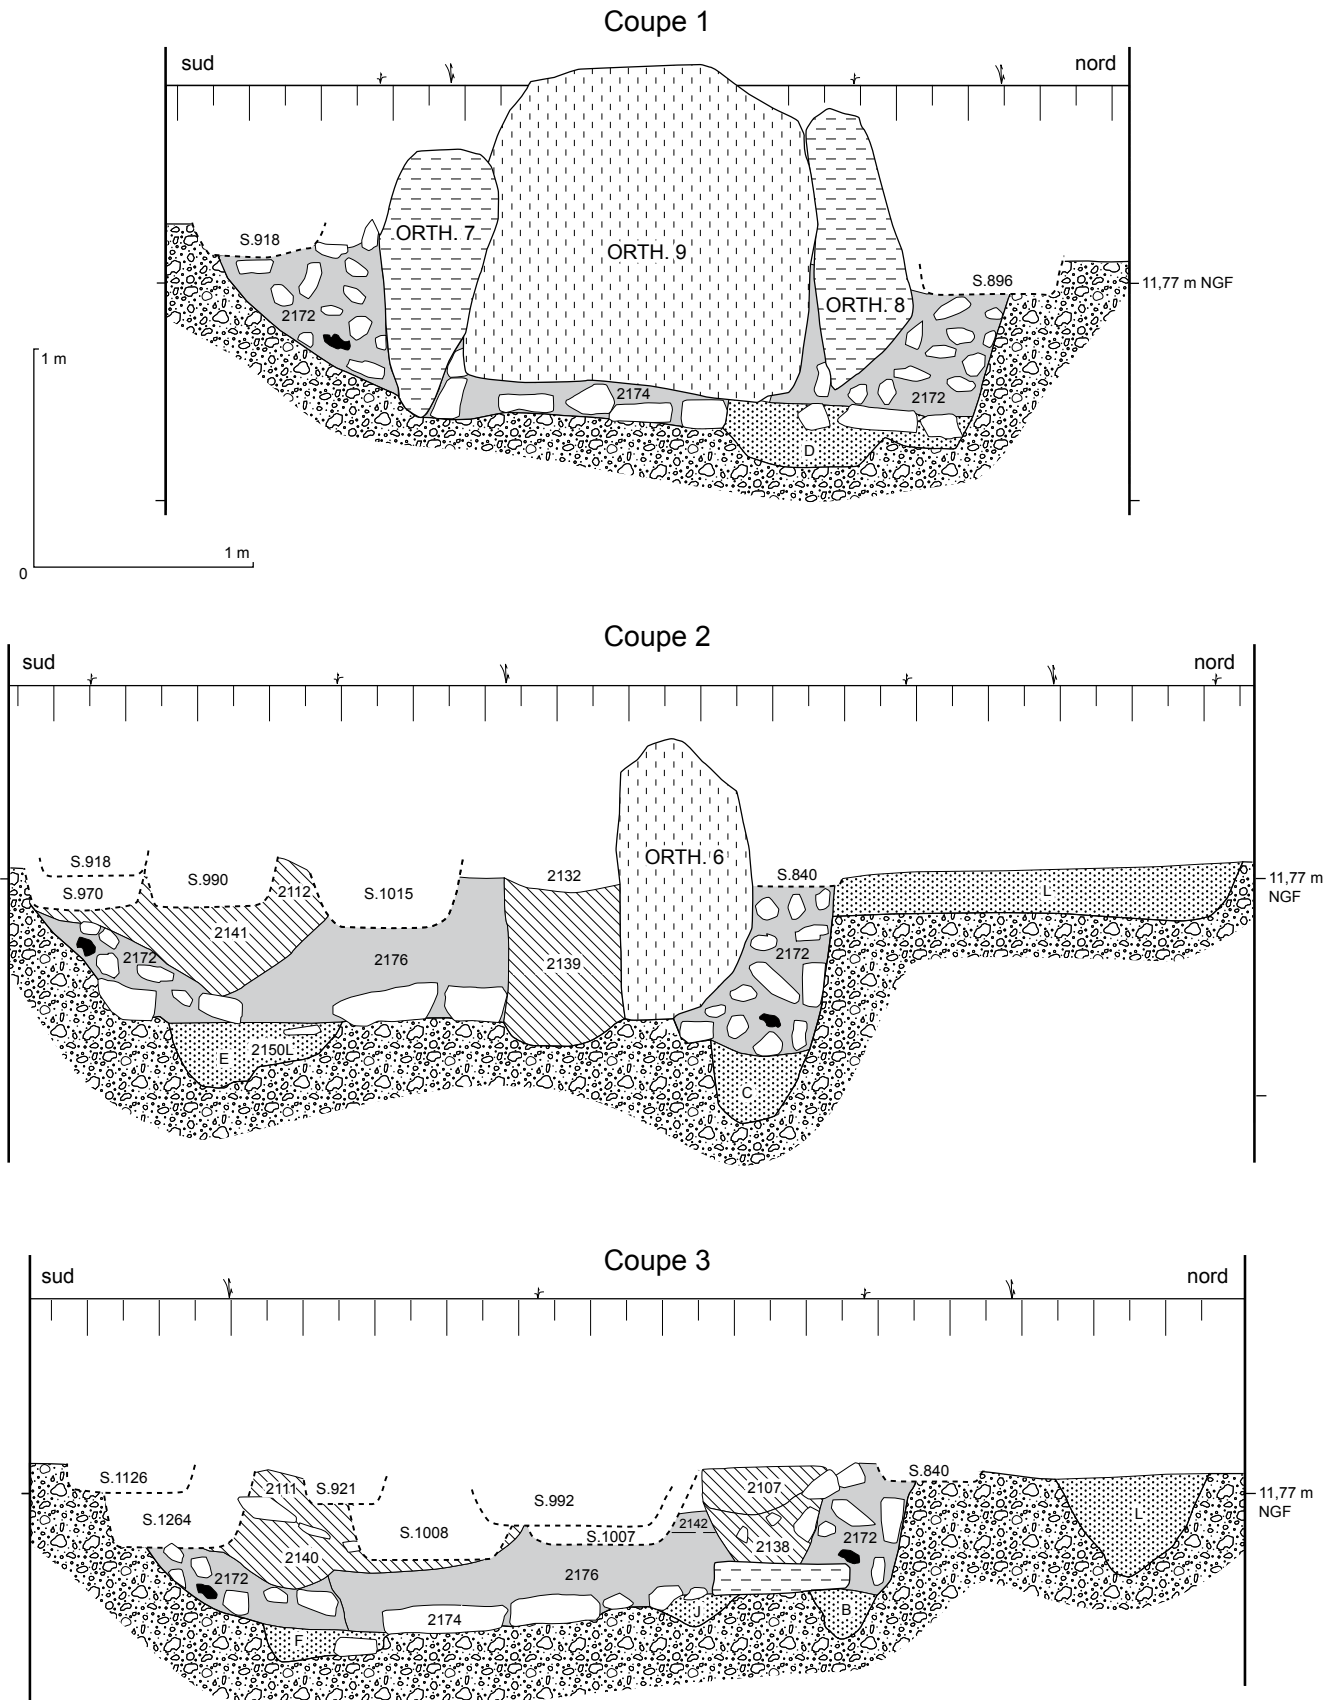 Coupe 1
sud
nord
S.918
ORTH. 7
ORTH. 9
ORTH. 8
S.896
11,77 m NGF
2172
2174
2172
D
1 m
1 m
0
Coupe 2
sud
nord
S.918
S.970
S.990
2112
S.1015
2132
ORTH. 6
S.840
11,77 m
NGF
L
2141
2172
2176
2139
2172
E
2150L
C
Coupe 3
sud
nord
S.1126
2111
S.921
S.992
2107
S.840
11,77 m
NGF
S.1264
S.1008
S.1007
2142
2172
L
2140
2138
2172
2176
2174
J
B
F